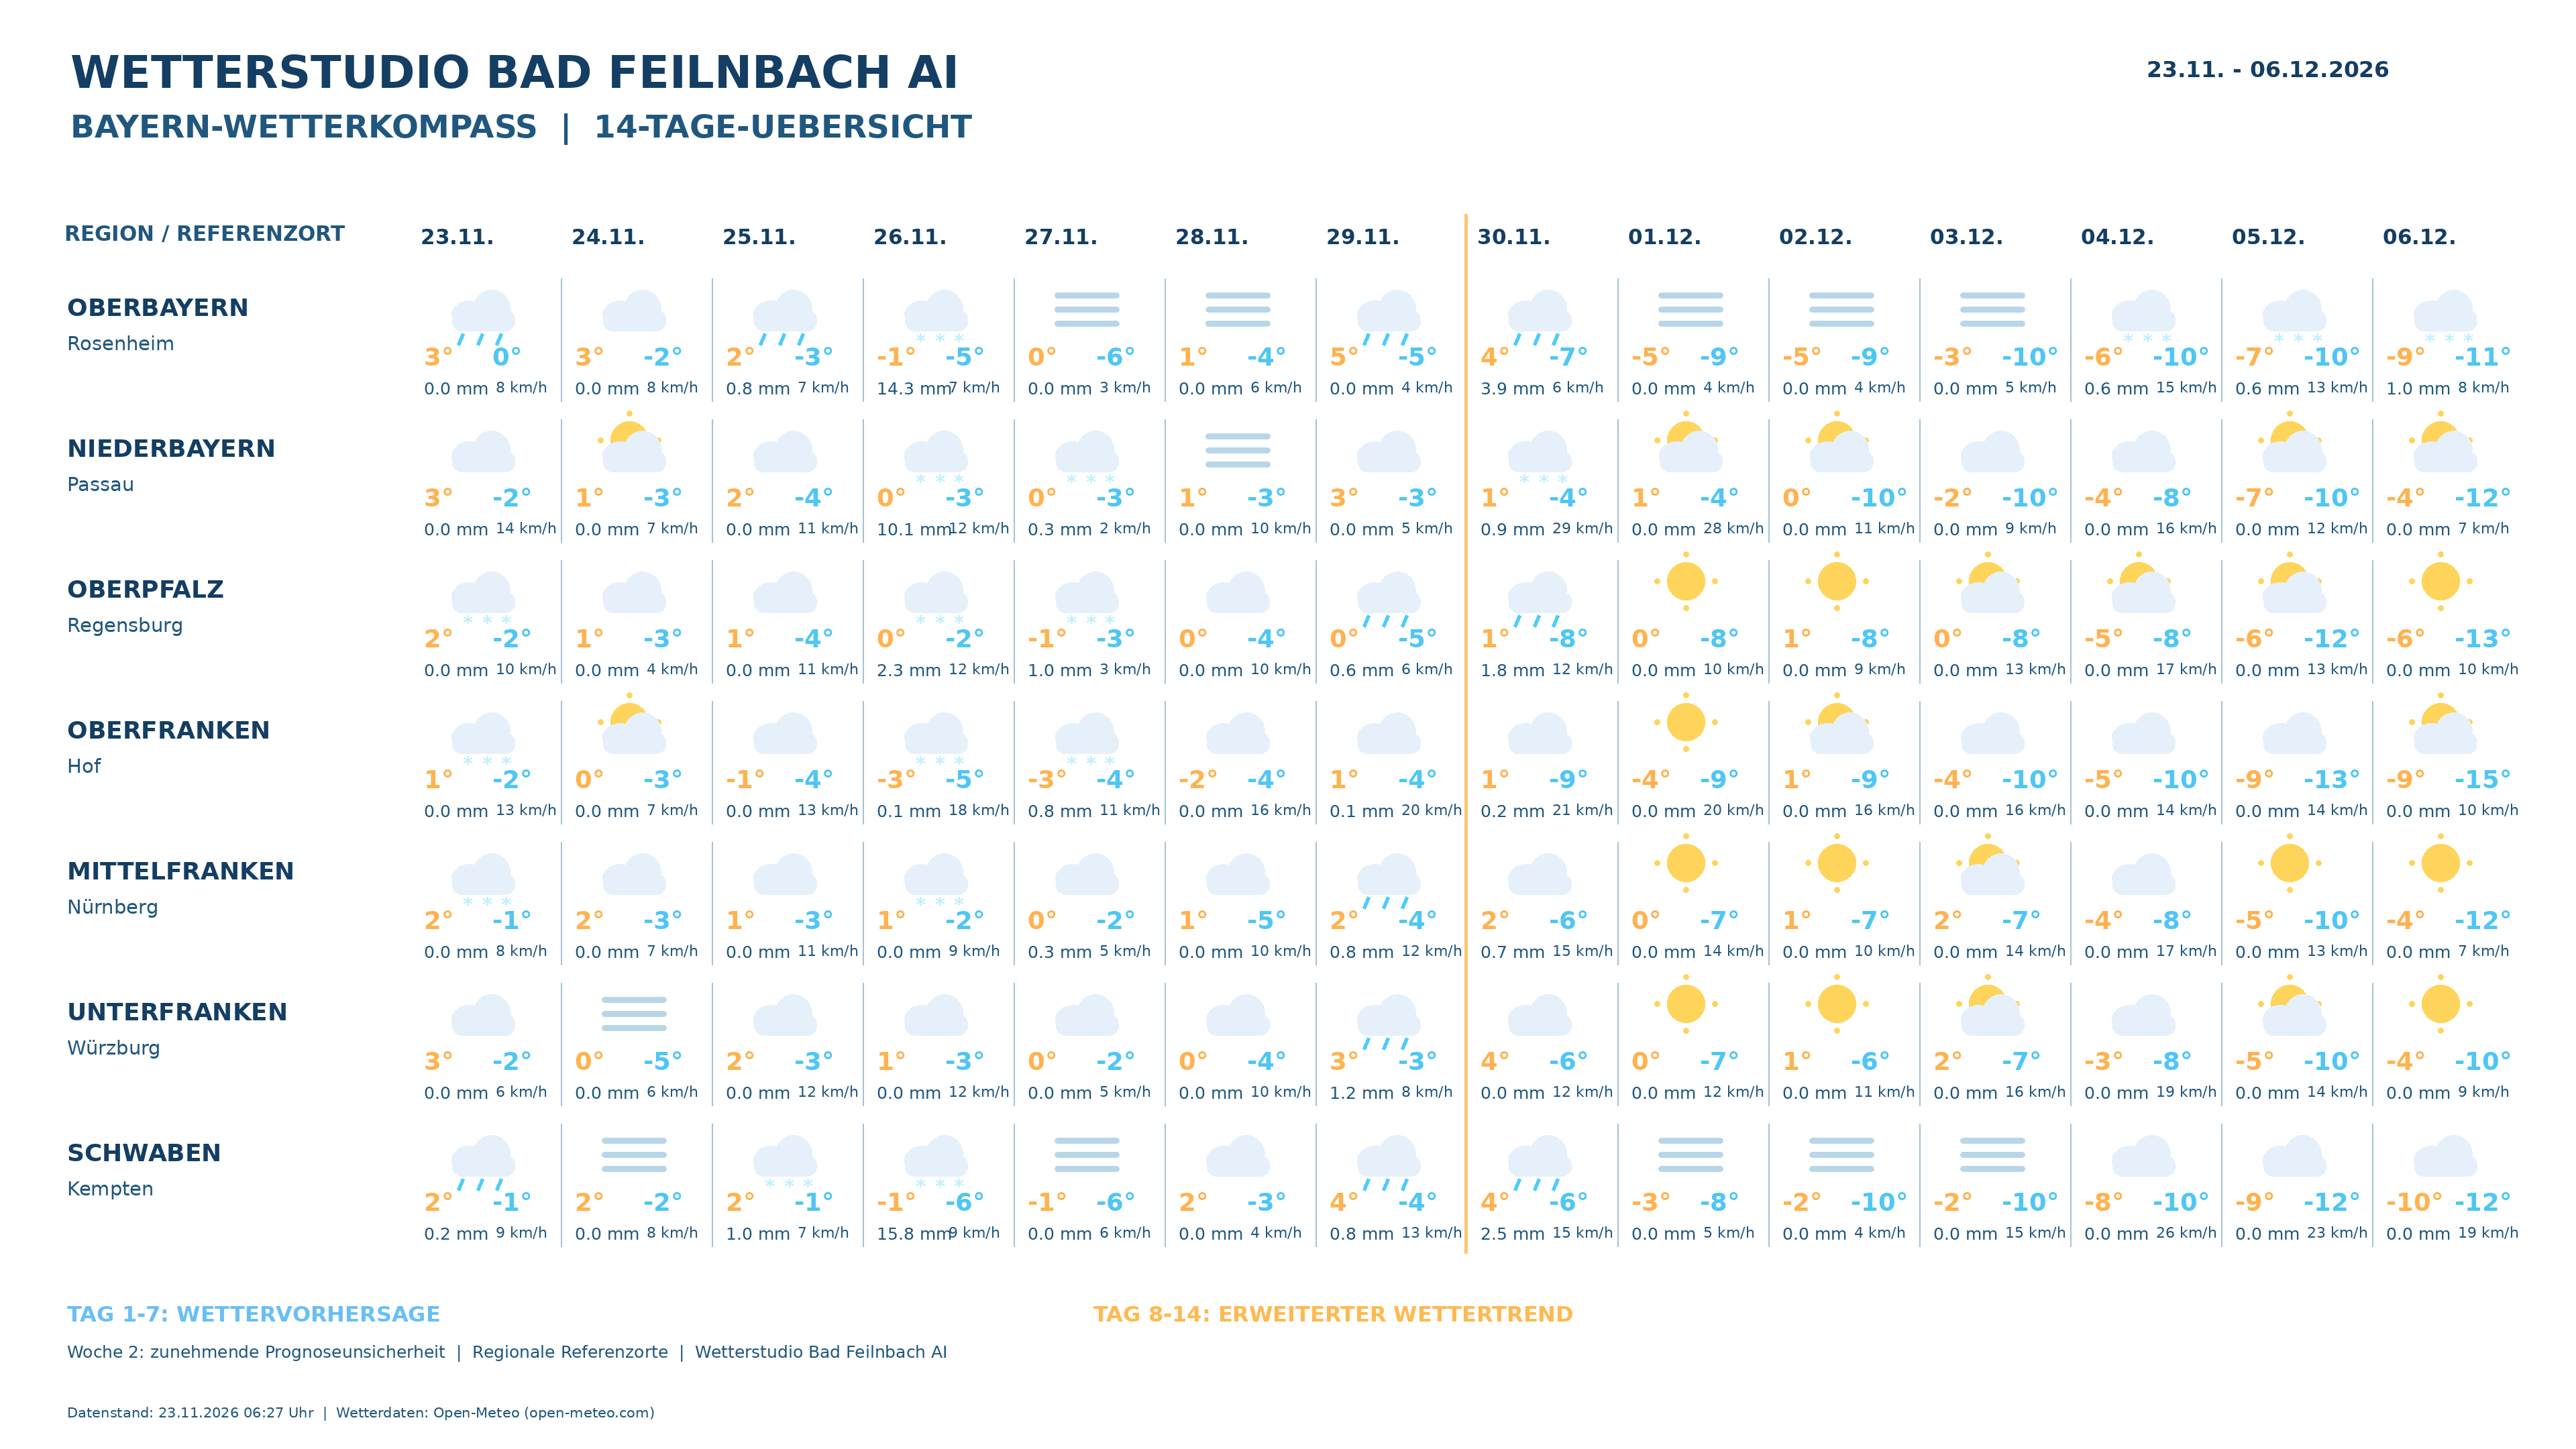 WETTERSTUDIO BAD FEILNBACH AI
23.11. - 06.12.2026
BAYERN-WETTERKOMPASS | 14-TAGE-UEBERSICHT
REGION / REFERENZORT 23.11. 24.11. 25.11. 26.11. 27.11. 28.11. 29.11. 30.11. 01.12. 02.12. 03.12. 04.12. 05.12. 06.12.
OBERBAYERN
Rosenheim
3° 0° 3° -2° 2° -3° -1° -5° 0° -6° 1° -4° 5° -5° 4° -7° -5° -9° -5° -9° -3° -10° -6° -10° -7° -10° -9° -11°
0.0 mm 8 km/h 0.0 mm 8 km/h 0.8 mm 7 km/h 14.3 mm 7 km/h 0.0 mm 3 km/h 0.0 mm 6 km/h 0.0 mm 4 km/h 3.9 mm 6 km/h 0.0 mm 4 km/h 0.0 mm 4 km/h 0.0 mm 5 km/h 0.6 mm 15 km/h 0.6 mm 13 km/h 1.0 mm 8 km/h
NIEDERBAYERN
Passau
3° -2° 1° -3° 2° -4° 0° -3° 0° -3° 1° -3° 3° -3° 1° -4° 1° -4° 0° -10° -2° -10° -4° -8° -7° -10° -4° -12°
0.0 mm 14 km/h 0.0 mm 7 km/h 0.0 mm 11 km/h 10.1 mm 12 km/h 0.3 mm 2 km/h 0.0 mm 10 km/h 0.0 mm 5 km/h 0.9 mm 29 km/h 0.0 mm 28 km/h 0.0 mm 11 km/h 0.0 mm 9 km/h 0.0 mm 16 km/h 0.0 mm 12 km/h 0.0 mm 7 km/h
OBERPFALZ
Regensburg
2° -2° 1° -3° 1° -4° 0° -2° -1° -3° 0° -4° 0° -5° 1° -8° 0° -8° 1° -8° 0° -8° -5° -8° -6° -12° -6° -13°
0.0 mm 10 km/h 0.0 mm 4 km/h 0.0 mm 11 km/h 2.3 mm 12 km/h 1.0 mm 3 km/h 0.0 mm 10 km/h 0.6 mm 6 km/h 1.8 mm 12 km/h 0.0 mm 10 km/h 0.0 mm 9 km/h 0.0 mm 13 km/h 0.0 mm 17 km/h 0.0 mm 13 km/h 0.0 mm 10 km/h
OBERFRANKEN
Hof
1° -2° 0° -3° -1° -4° -3° -5° -3° -4° -2° -4° 1° -4° 1° -9° -4° -9° 1° -9° -4° -10° -5° -10° -9° -13° -9° -15°
0.0 mm 13 km/h 0.0 mm 7 km/h 0.0 mm 13 km/h 0.1 mm 18 km/h 0.8 mm 11 km/h 0.0 mm 16 km/h 0.1 mm 20 km/h 0.2 mm 21 km/h 0.0 mm 20 km/h 0.0 mm 16 km/h 0.0 mm 16 km/h 0.0 mm 14 km/h 0.0 mm 14 km/h 0.0 mm 10 km/h
MITTELFRANKEN
Nürnberg
2° -1° 2° -3° 1° -3° 1° -2° 0° -2° 1° -5° 2° -4° 2° -6° 0° -7° 1° -7° 2° -7° -4° -8° -5° -10° -4° -12°
0.0 mm 8 km/h 0.0 mm 7 km/h 0.0 mm 11 km/h 0.0 mm 9 km/h 0.3 mm 5 km/h 0.0 mm 10 km/h 0.8 mm 12 km/h 0.7 mm 15 km/h 0.0 mm 14 km/h 0.0 mm 10 km/h 0.0 mm 14 km/h 0.0 mm 17 km/h 0.0 mm 13 km/h 0.0 mm 7 km/h
UNTERFRANKEN
Würzburg
3° -2° 0° -5° 2° -3° 1° -3° 0° -2° 0° -4° 3° -3° 4° -6° 0° -7° 1° -6° 2° -7° -3° -8° -5° -10° -4° -10°
0.0 mm 6 km/h 0.0 mm 6 km/h 0.0 mm 12 km/h 0.0 mm 12 km/h 0.0 mm 5 km/h 0.0 mm 10 km/h 1.2 mm 8 km/h 0.0 mm 12 km/h 0.0 mm 12 km/h 0.0 mm 11 km/h 0.0 mm 16 km/h 0.0 mm 19 km/h 0.0 mm 14 km/h 0.0 mm 9 km/h
SCHWABEN
Kempten
2° -1° 2° -2° 2° -1° -1° -6° -1° -6° 2° -3° 4° -4° 4° -6° -3° -8° -2° -10° -2° -10° -8° -10° -9° -12° -10° -12°
0.2 mm 9 km/h 0.0 mm 8 km/h 1.0 mm 7 km/h 15.8 mm 9 km/h 0.0 mm 6 km/h 0.0 mm 4 km/h 0.8 mm 13 km/h 2.5 mm 15 km/h 0.0 mm 5 km/h 0.0 mm 4 km/h 0.0 mm 15 km/h 0.0 mm 26 km/h 0.0 mm 23 km/h 0.0 mm 19 km/h
TAG 1-7: WETTERVORHERSAGE
TAG 8-14: ERWEITERTER WETTERTREND
Woche 2: zunehmende Prognoseunsicherheit | Regionale Referenzorte | Wetterstudio Bad Feilnbach AI
Datenstand: 23.11.2026 06:27 Uhr | Wetterdaten: Open-Meteo (open-meteo.com)